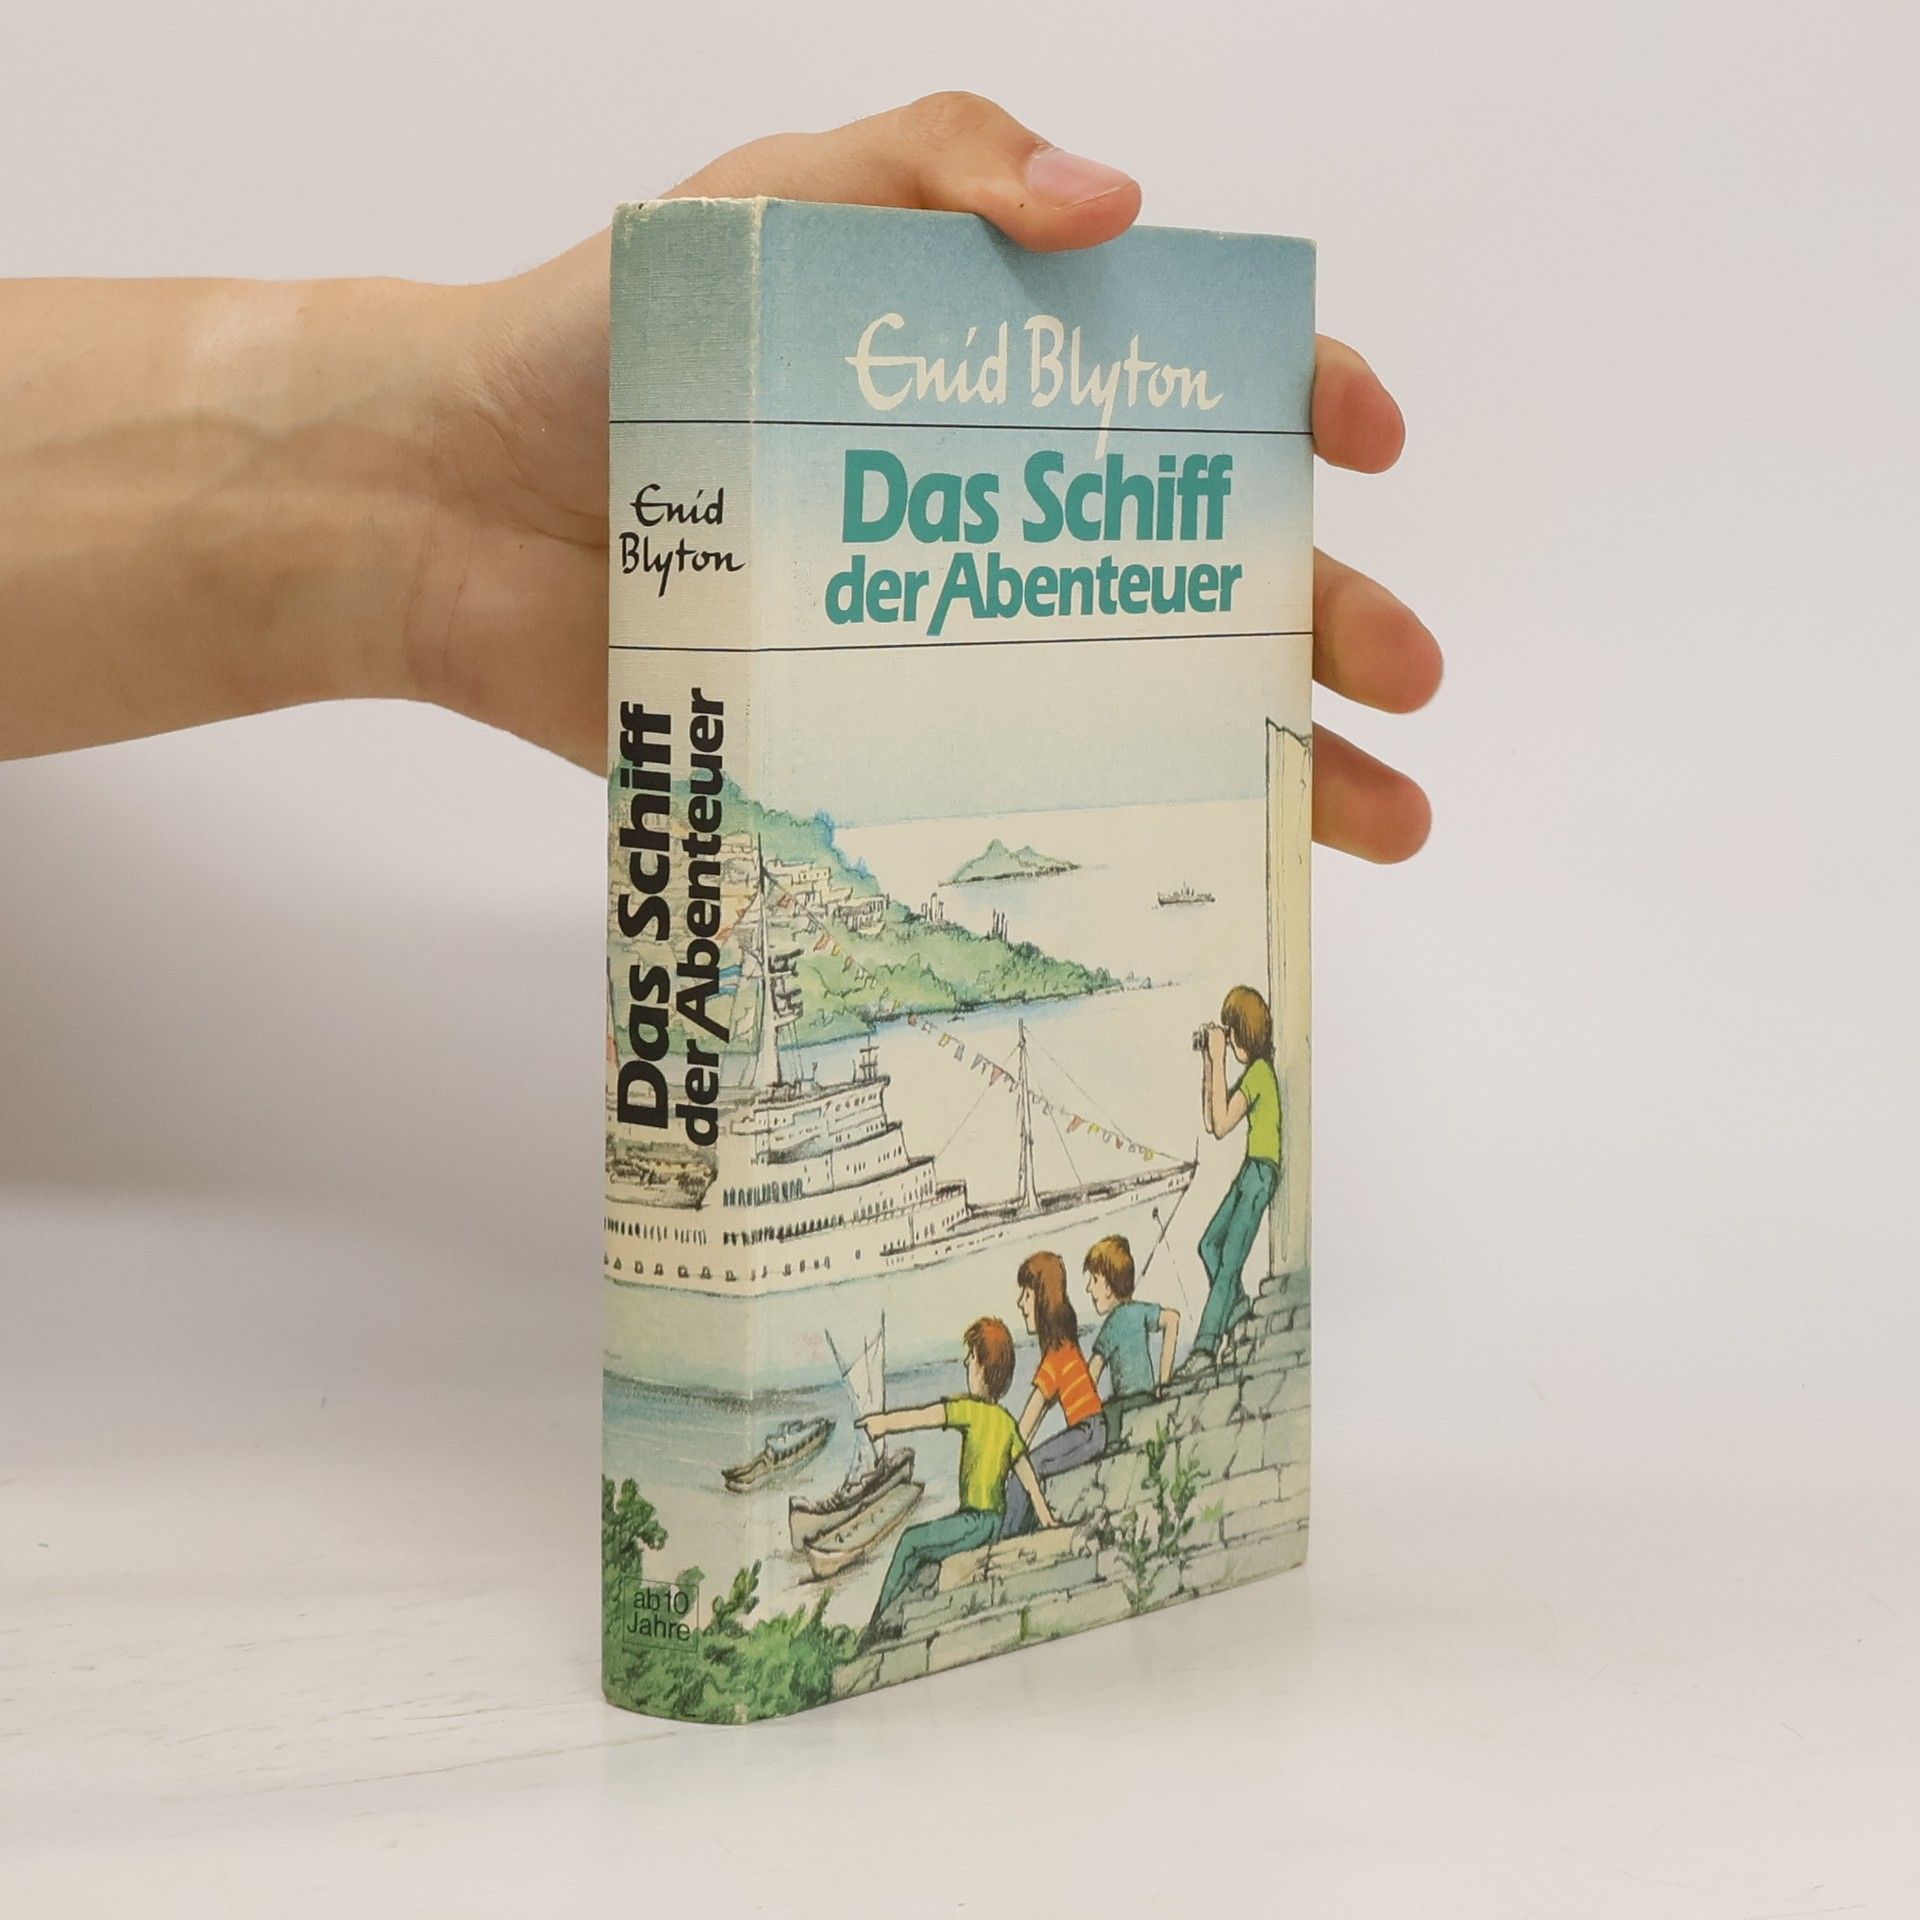 Enid Blyton
Das Schiff
der Abenteuer
Enid
Blyton
Das Schiff
der Abenteuer
ab 10
Jahre